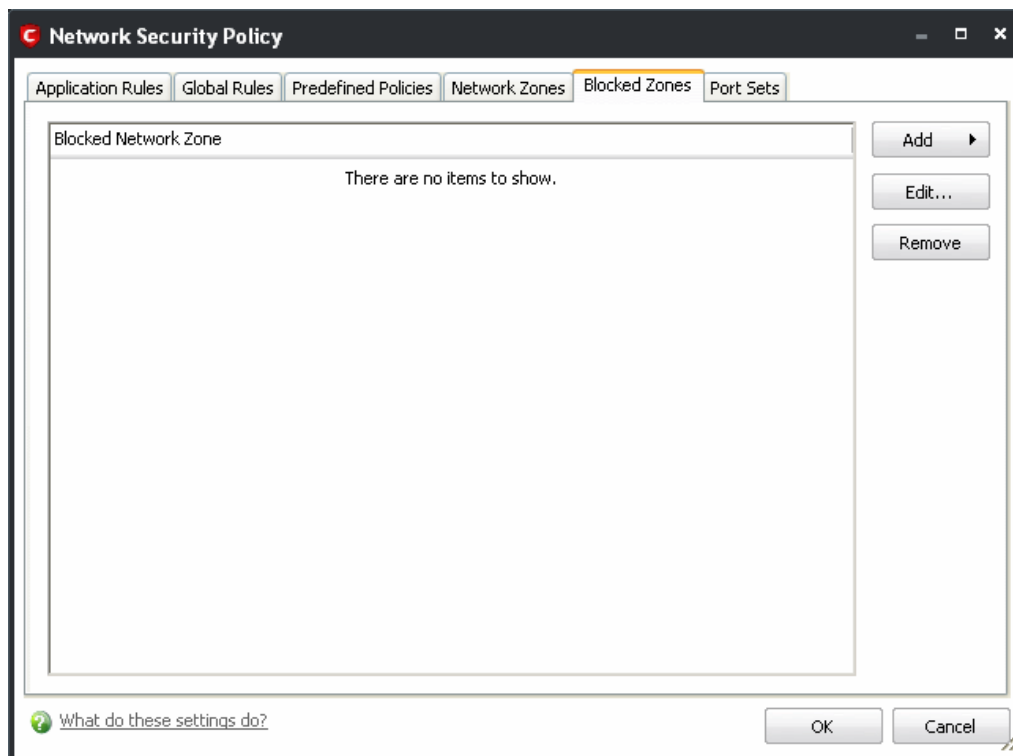 Network Security Policy
Application Rules Global Rules Predefined Policies Network Zones Blocked Zones Port Sets
Blocked Network Zone
There are no items to show.
Add
Edit...
Remove
What do these settings do?
OK Cancel